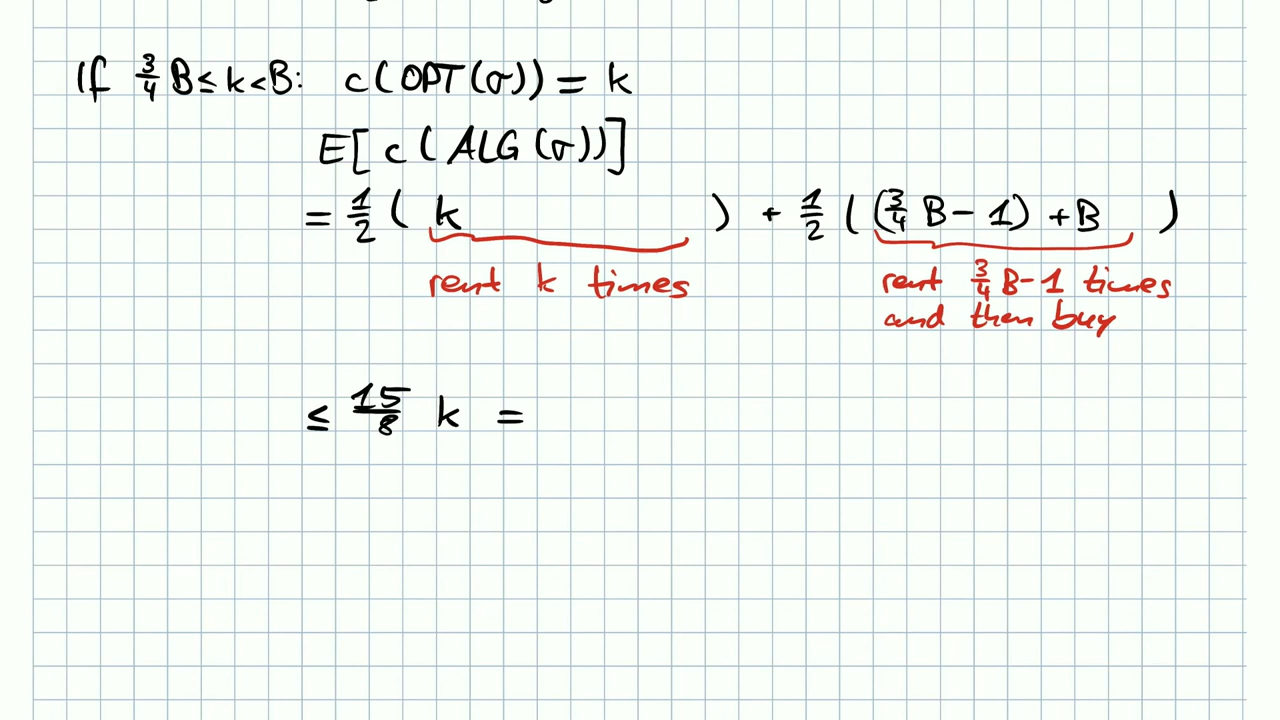 If 3/4 B ≤ k < B: c(OPT(σ)) = k
E[c(ALG(σ))]
= 1/2 ( k ) + 1/2 ((3/4 B - 1) + B )
rent k times rent 3/4 B-1 times
and then buy
≤ 15/8 k =